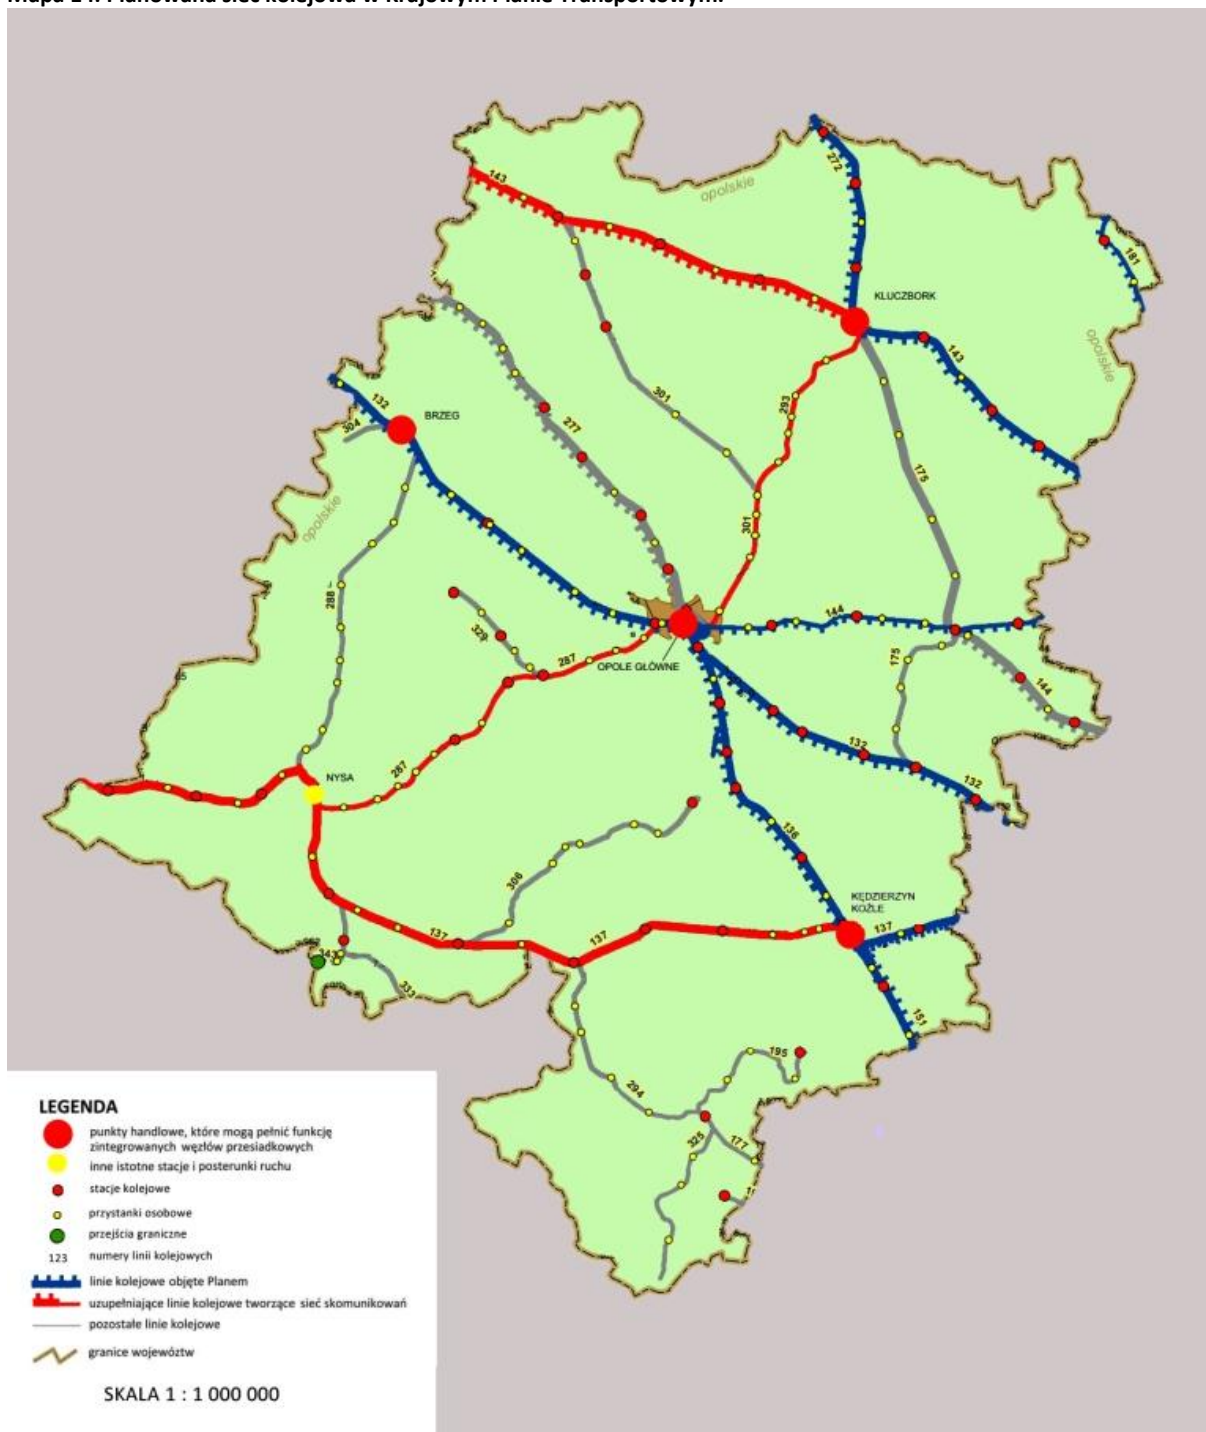 Mapa 14. Planowana sieć kolejowa w Krajowym Planie Transportowym.
272
143
opolskie
181
KLUCZBORK
143
opolskie
132
BRZEG
304
301
293
277
175
opolskie
301
288
144
329
287
OPOLE GŁÓWNE
175
144
132
132
NYSA
287
136
306
KĘDZIERZYN
KOŹLE
137
137
137
343
333
151
195
294
325
177
LEGENDA
punkty handlowe, które mogą pełnić funkcję
zintegrowanych węzłów przesiadkowych
inne istotne stacje i posterunki ruchu
stacje kolejowe
przystanki osobowe
przejścia graniczne
123 numery linii kolejowych
linie kolejowe objęte Planem
uzupełniające linie kolejowe tworzące sieć skomunikowań
pozostałe linie kolejowe
granice województw
SKALA 1 : 1 000 000